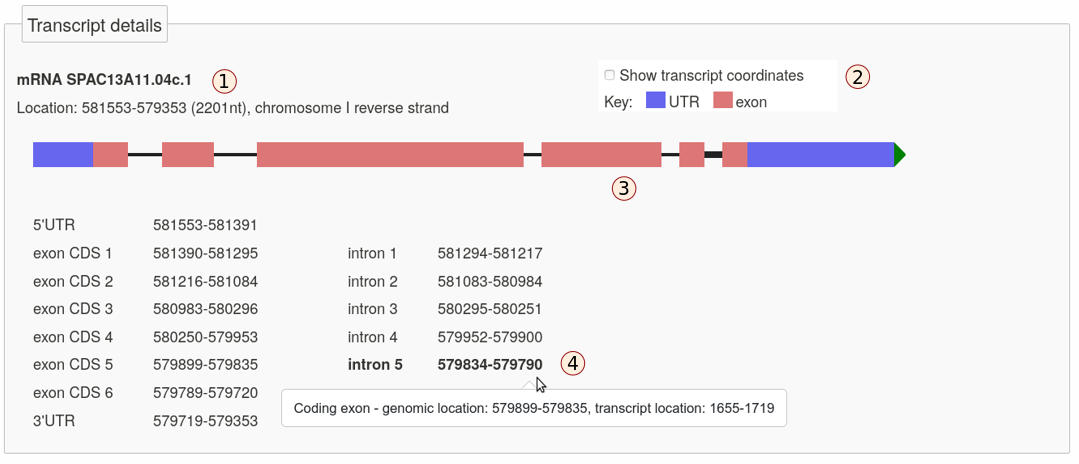 Transcript details
mRNA SPAC13A11.04c.1 1
Location: 581553-579353 (2201nt), chromosome I reverse strand
Show transcript coordinates 2
Key: UTR exon
3
5'UTR 581553-581391
exon CDS 1 581390-581295 intron 1 581294-581217
exon CDS 2 581216-581084 intron 2 581083-580984
exon CDS 3 580983-580296 intron 3 580295-580251
exon CDS 4 580250-579953 intron 4 579952-579900
exon CDS 5 579899-579835 intron 5 579834-579790 4
exon CDS 6 579789-579720
Coding exon - genomic location: 579899-579835, transcript location: 1655-1719
3'UTR 579719-579353